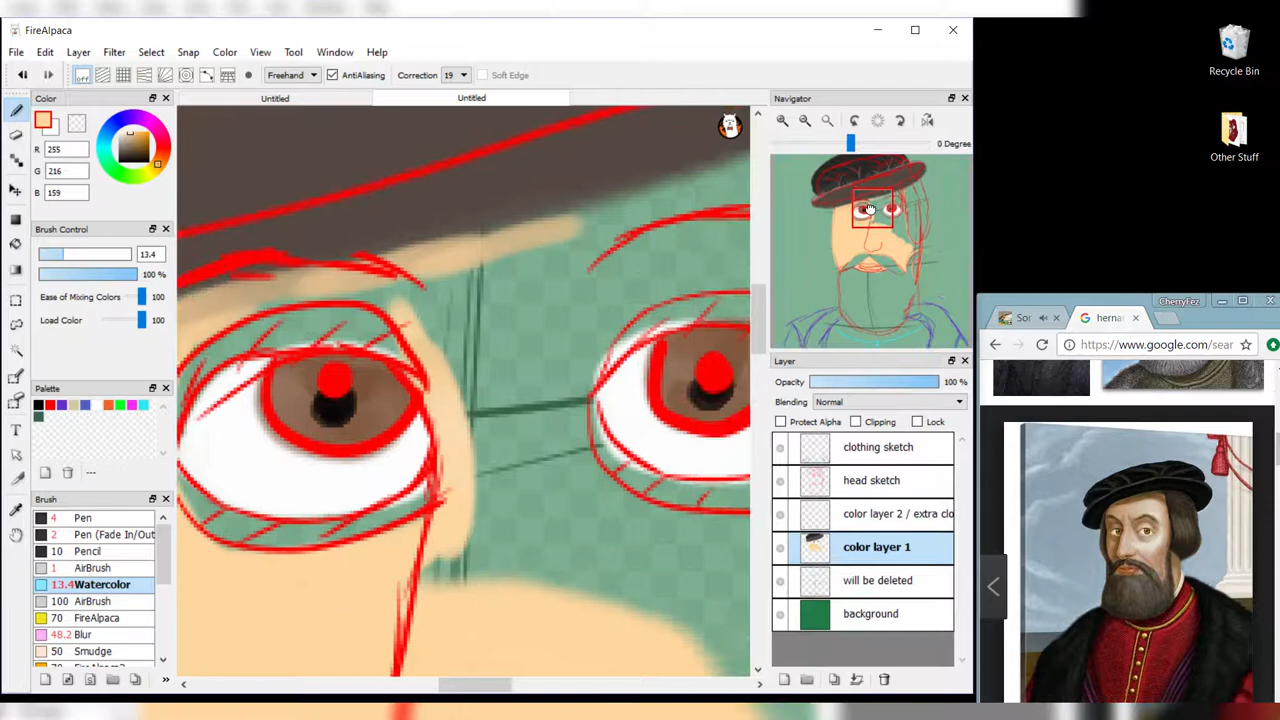 FireAlpaca
File Edit Layer Filter Select Snap Color View Tool Window Help
off Freehand AntiAliasing Correction 19 Soft Edge
Color
Untitled Untitled
Navigator
R 255
G 216
B 159
0 Degree
Brush Control
13.4
100 %
Ease of Mixing Colors 100
Load Color 100
Palette
---
Brush
4 Pen
2 Pen (Fade In/Out
10 Pencil
1 AirBrush
13.4 Watercolor
100 AirBrush
70 FireAlpaca
48.2 Blur
50 Smudge
Layer
Opacity 100 %
Blending Normal
Protect Alpha Clipping Lock
clothing sketch
head sketch
color layer 2 / extra clo
color layer 1
will be deleted
background
Recycle Bin
Other Stuff
CherryFez
Sor herna
https://www.google.com/sear